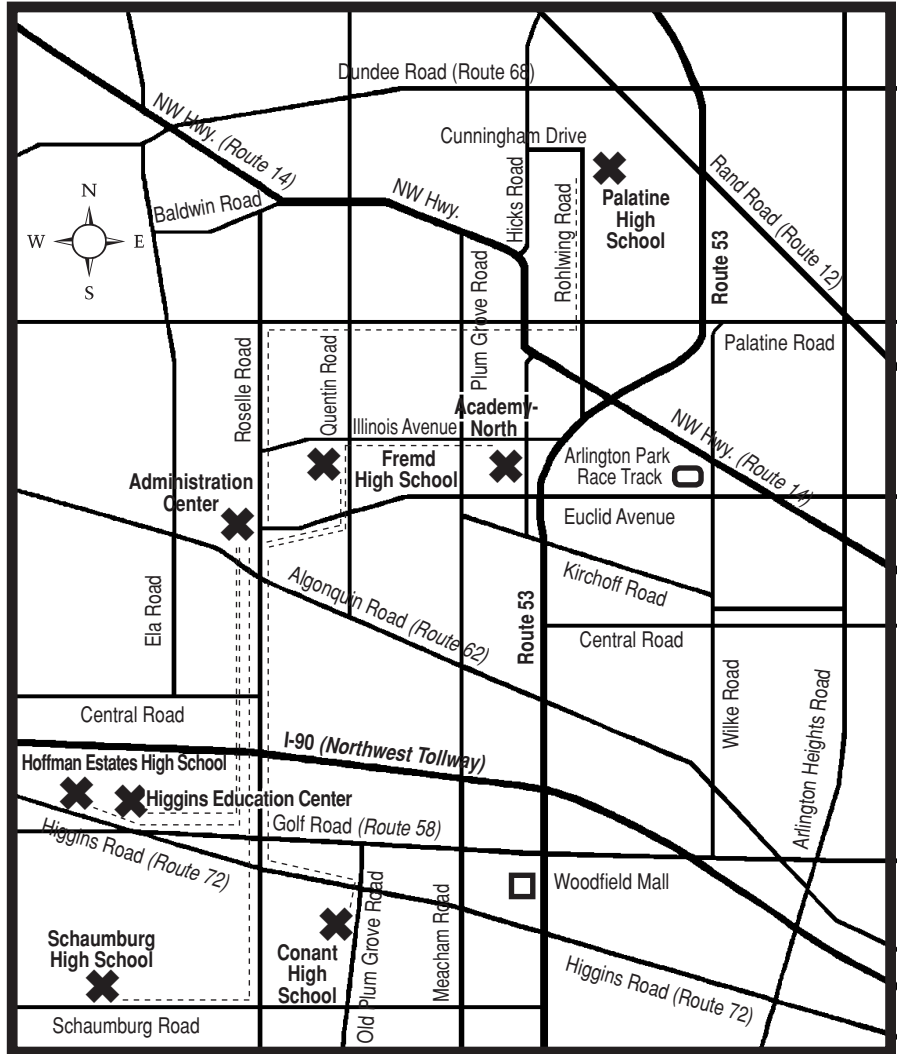 Dundee Road (Route 68)
NW Hwy. (Route 14)
Cunningham Drive
Rand Road (Route 12)
N
W
E
S
Baldwin Road
NW Hwy.
Hicks Road
Rohlwing Road
Palatine
High
School
Route 53
Plum Grove Road
Roselle Road
Quentin Road
Palatine Road
Academy-
North
Illinois Avenue
NW Hwy. (Route 14)
Fremd
High School
Arlington Park
Race Track
Administration
Center
Euclid Avenue
Kirchoff Road
Ela Road
Algonquin Road (Route 62)
Route 53
Central Road
Wilke Road
Arlington Heights Road
Central Road
I-90 (Northwest Tollway)
Hoffman Estates High School
Higgins Education Center
Golf Road (Route 58)
Higgins Road (Route 72)
Woodfield Mall
Old Plum Grove Road
Meacham Road
Schaumburg
High School
Conant
High
School
Higgins Road (Route 72)
Schaumburg Road